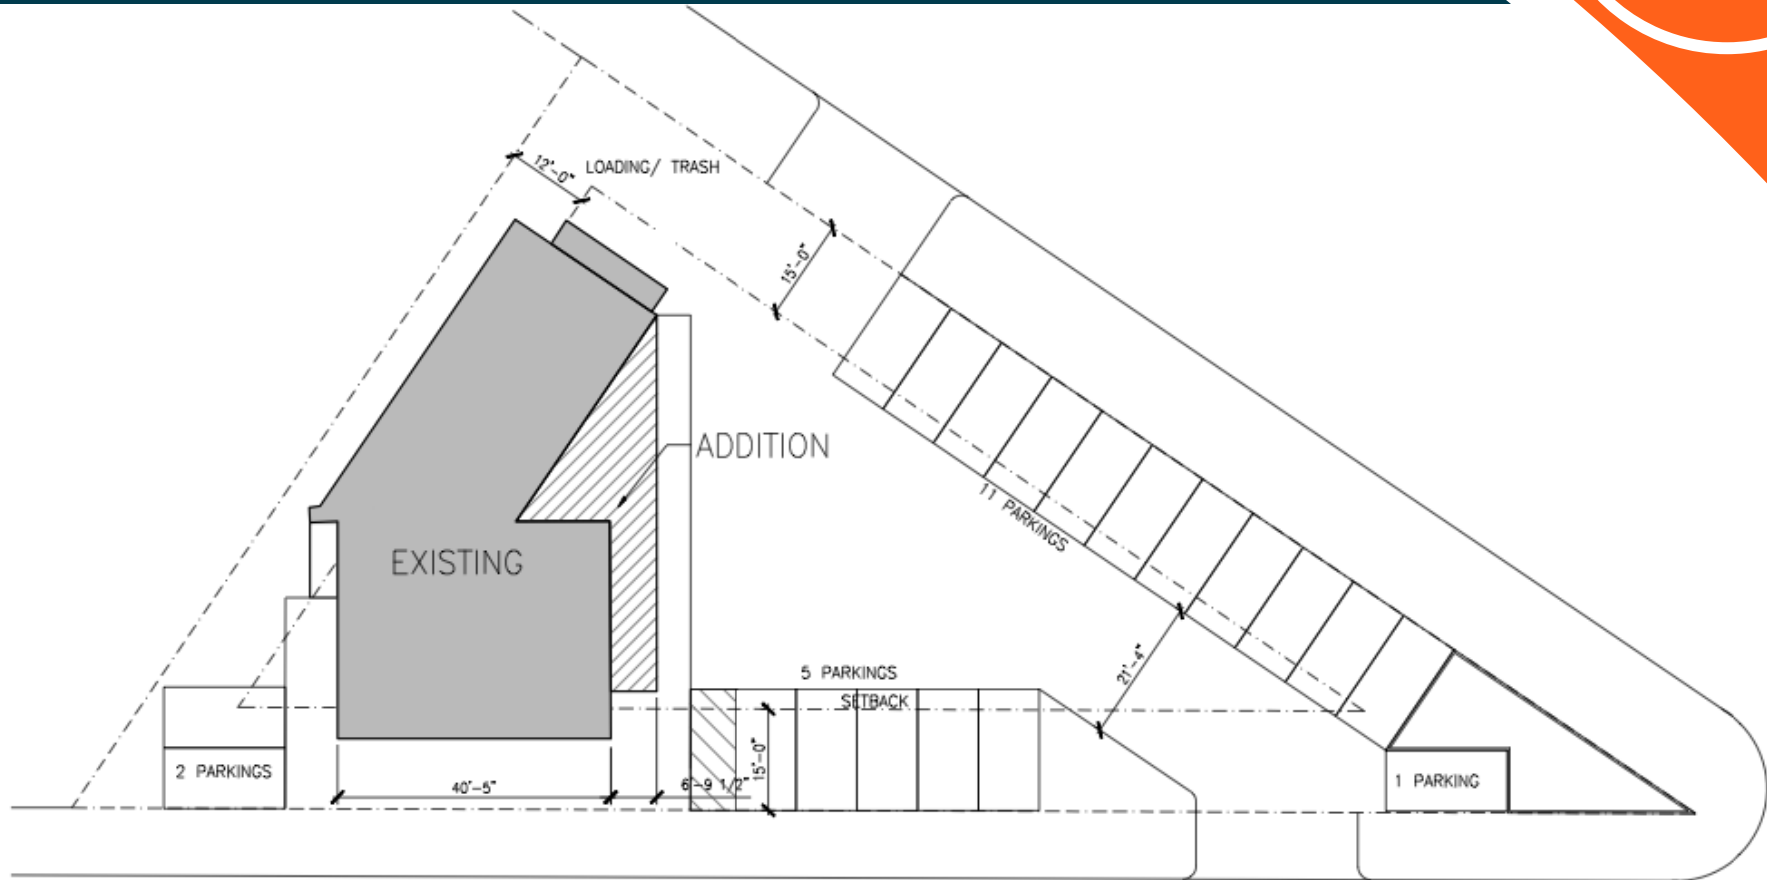 12'-0"
LOADING/ TRASH
15'-0"
ADDITION
11 PARKINGS
EXISTING
21'-4"
5 PARKINGS
SETBACK
15'-0"
2 PARKINGS
40'-5"
6'-9 1/2"
1 PARKING